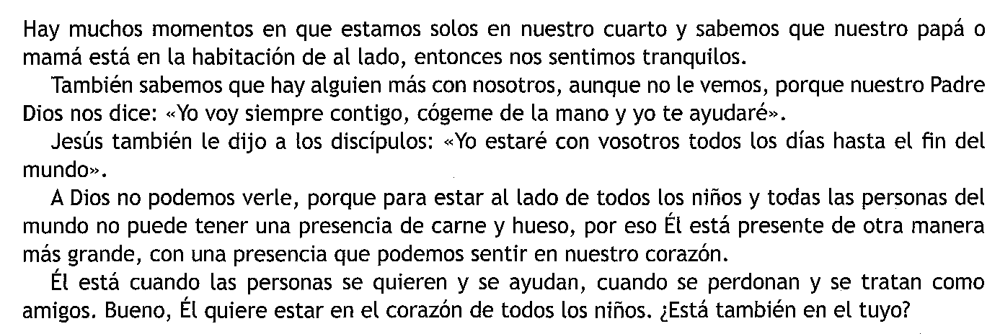 Hay muchos momentos en que estamos solos en nuestro cuarto y sabemos que nuestro papá o
mamá está en la habitación de al lado, entonces nos sentimos tranquilos.
También sabemos que hay alguien más con nosotros, aunque no le vemos, porque nuestro Padre
Dios nos dice: «Yo voy siempre contigo, cógeme de la mano y yo te ayudaré».
Jesús también le dijo a los discípulos: «Yo estaré con vosotros todos los días hasta el fin del
mundo».
A Dios no podemos verle, porque para estar al lado de todos los niños y todas las personas del
mundo no puede tener una presencia de carne y hueso, por eso Él está presente de otra manera
más grande, con una presencia que podemos sentir en nuestro corazón.
Él está cuando las personas se quieren y se ayudan, cuando se perdonan y se tratan como
amigos. Bueno, Él quiere estar en el corazón de todos los niños. ¿Está también en el tuyo?